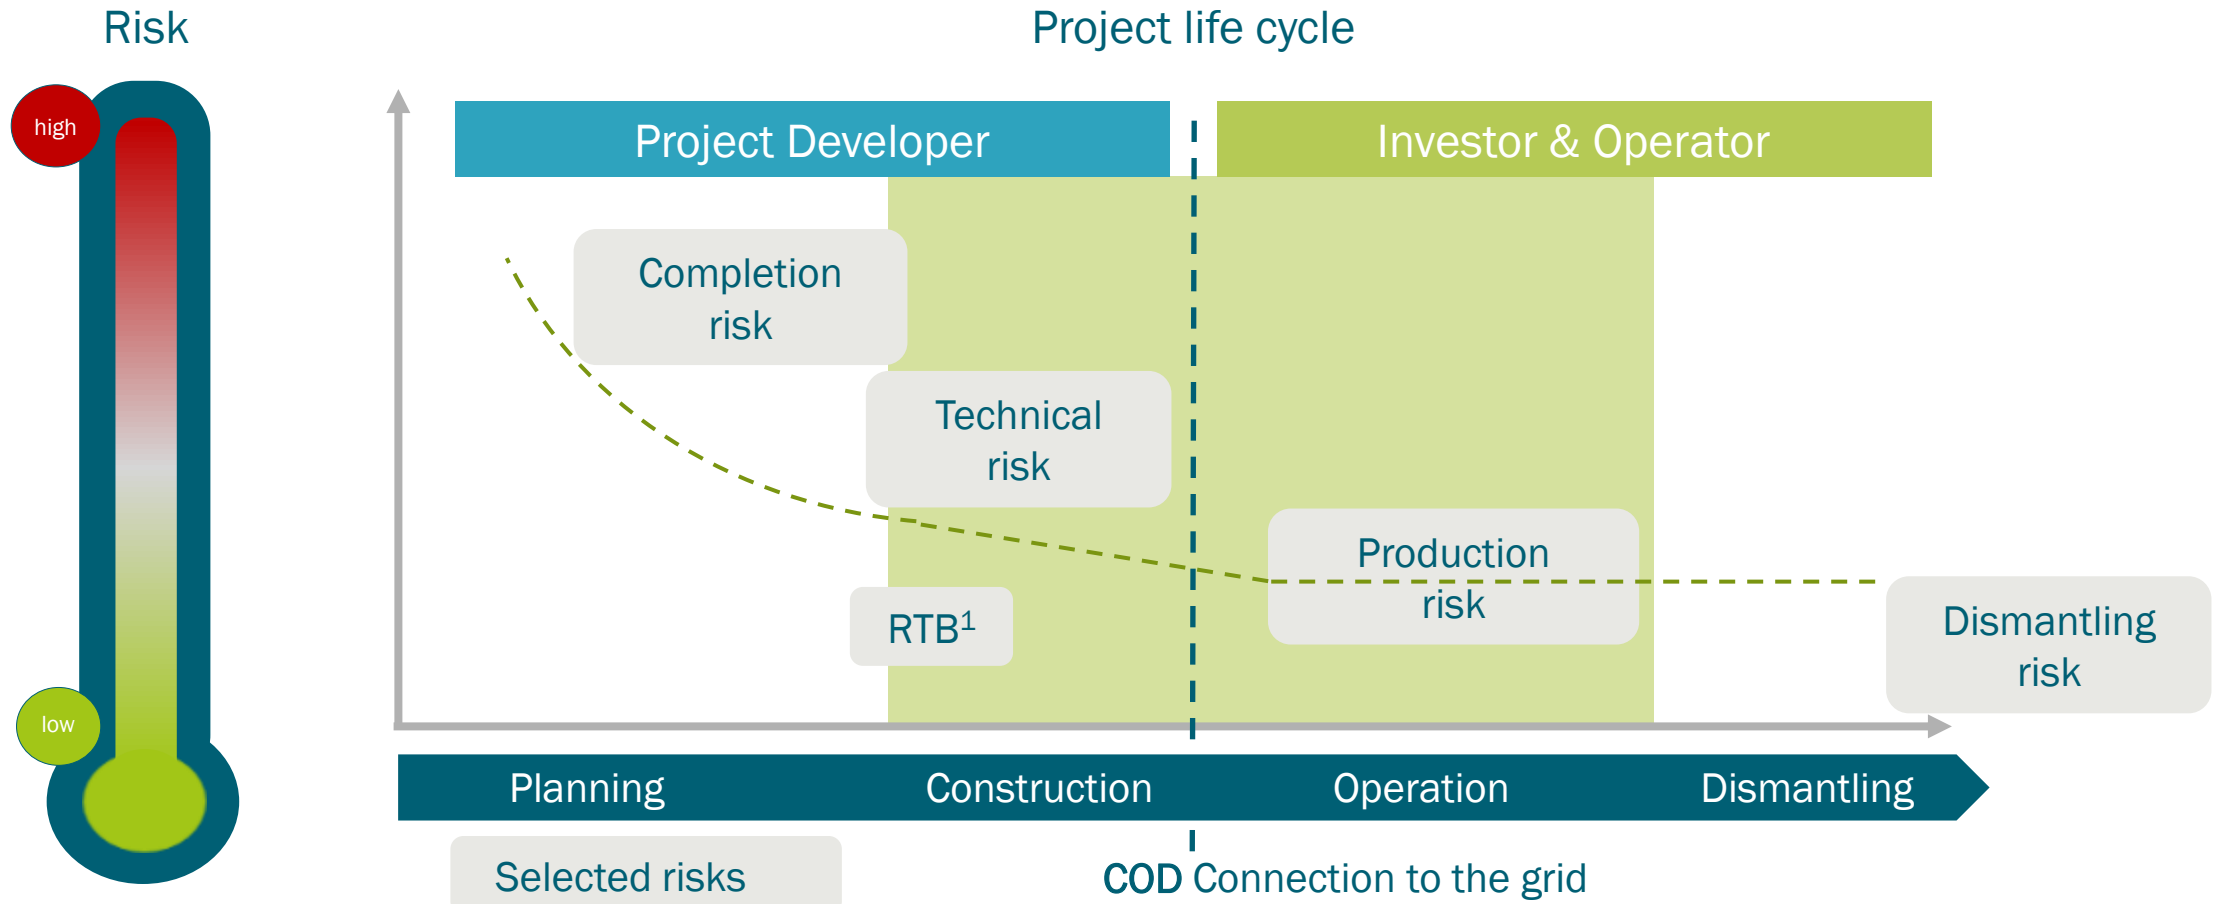 Risk
Project life cycle
high
Project Developer
Investor & Operator
Completion
risk
Technical
risk
Production
risk
RTB¹
Dismantling
risk
low
Planning
Construction
Operation
Dismantling
Selected risks
COD Connection to the grid